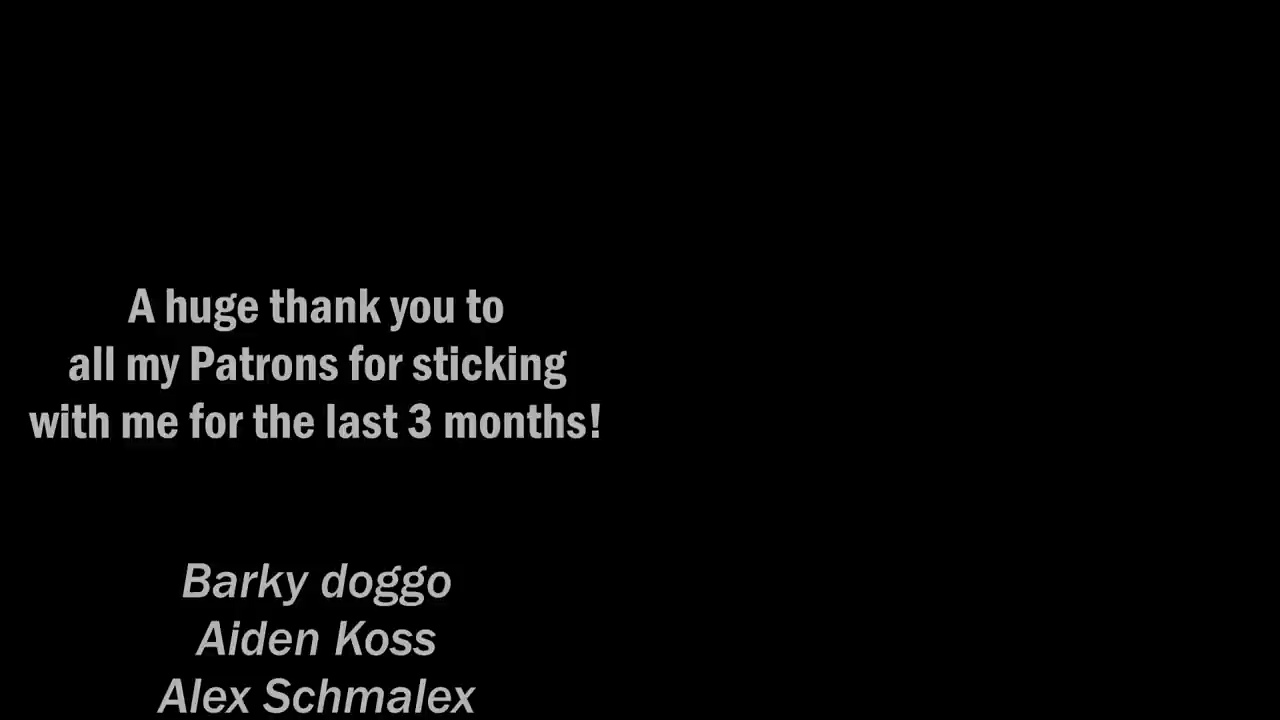 A huge thank you to
all my Patrons for sticking
with me for the last 3 months!
Barky doggo
Aiden Koss
Alex Schmalex